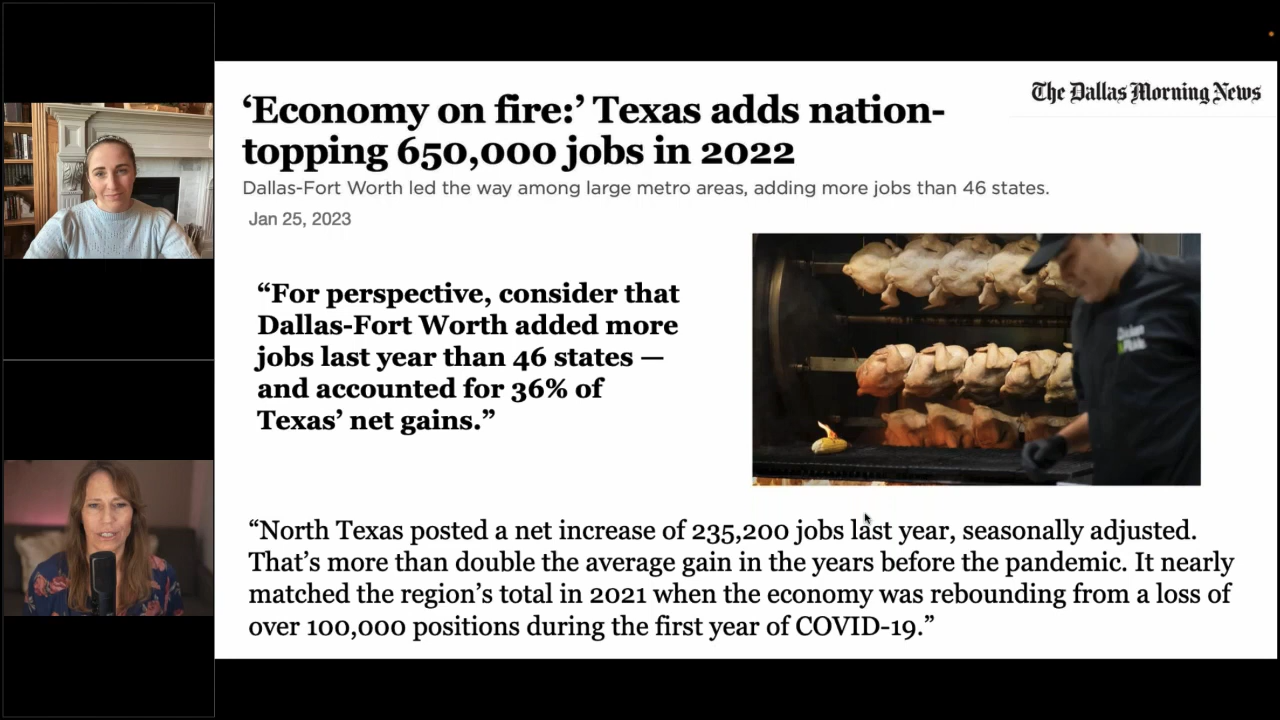 The Dallas Morning News
‘Economy on fire:’ Texas adds nation-
topping 650,000 jobs in 2022
Dallas-Fort Worth led the way among large metro areas, adding more jobs than 46 states.
Jan 25, 2023
“For perspective, consider that
Dallas-Fort Worth added more
jobs last year than 46 states —
and accounted for 36% of
Texas’ net gains.”
“North Texas posted a net increase of 235,200 jobs last year, seasonally adjusted.
That’s more than double the average gain in the years before the pandemic. It nearly
matched the region’s total in 2021 when the economy was rebounding from a loss of
over 100,000 positions during the first year of COVID-19.”